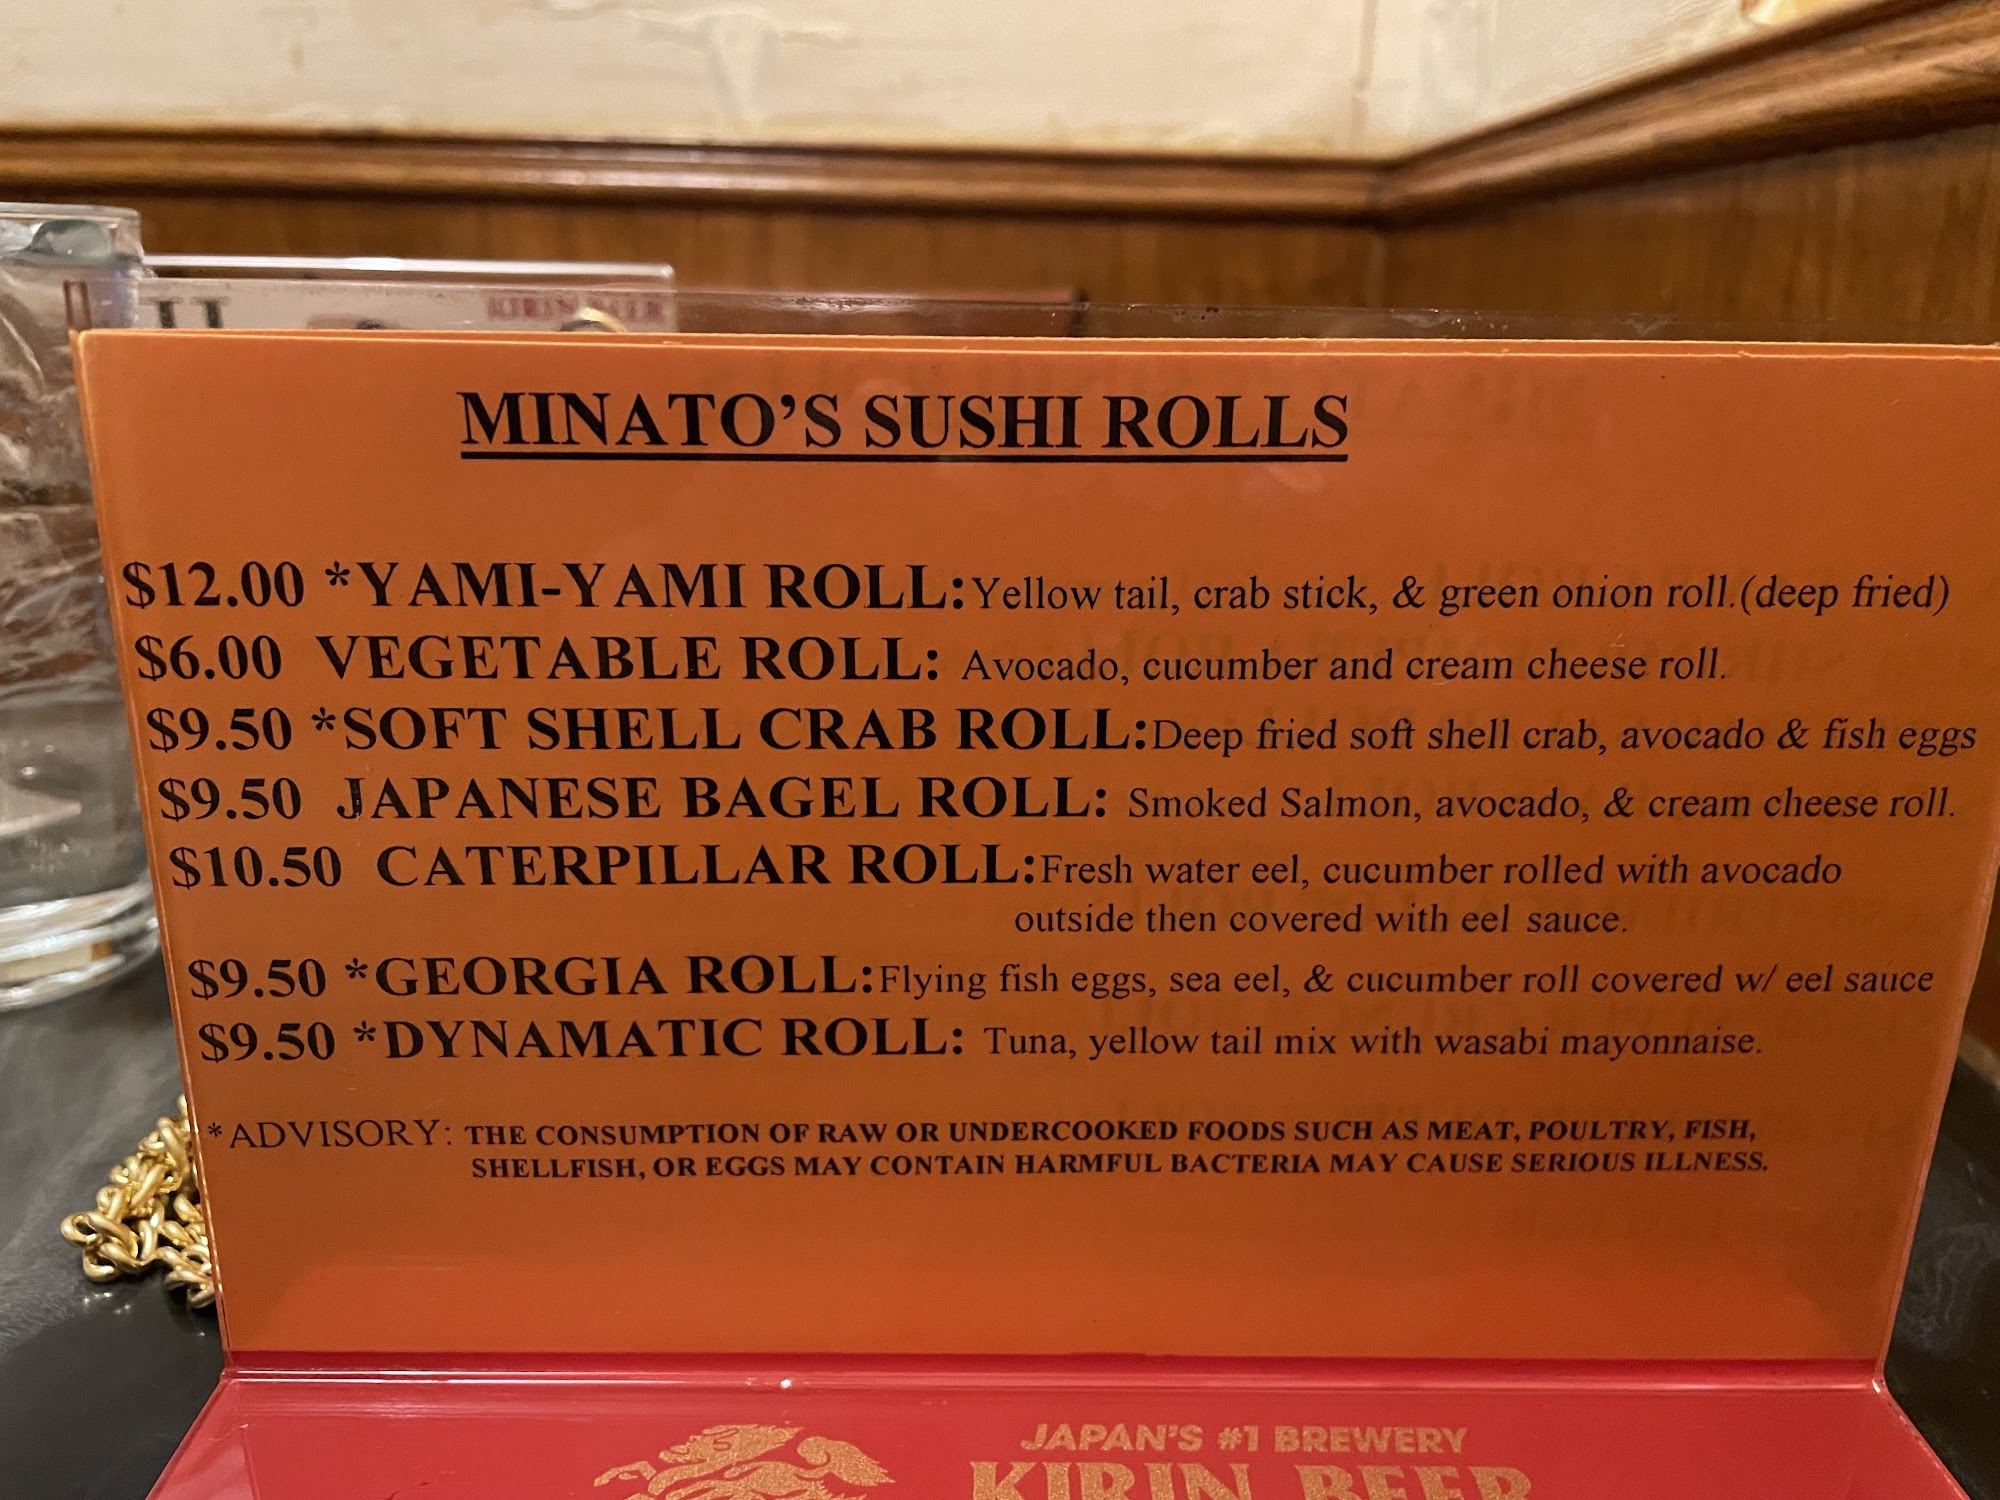 KIRIN BEER
MINATO'S SUSHI ROLLS
$12.00 *YAMI-YAMI ROLL:Yellow tail, crab stick, & green onion roll.(deep fried)
$6.00 VEGETABLE ROLL: Avocado, cucumber and cream cheese roll.
$9.50 *SOFT SHELL CRAB ROLL:Deep fried soft shell crab, avocado & fish eggs
$9.50 JAPANESE BAGEL ROLL: Smoked Salmon, avocado, & cream cheese roll.
$10.50 CATERPILLAR ROLL:Fresh water eel, cucumber rolled with avocado
outside then covered with eel sauce.
$9.50 *GEORGIA ROLL:Flying fish eggs, sea eel, & cucumber roll covered w/ eel sauce
$9.50 *DYNAMATIC ROLL: Tuna, yellow tail mix with wasabi mayonnaise.
*ADVISORY: THE CONSUMPTION OF RAW OR UNDERCOOKED FOODS SUCH AS MEAT, POULTRY, FISH,
SHELLFISH, OR EGGS MAY CONTAIN HARMFUL BACTERIA MAY CAUSE SERIOUS ILLNESS.
JAPAN'S #1 BREWERY
KIRIN BEER